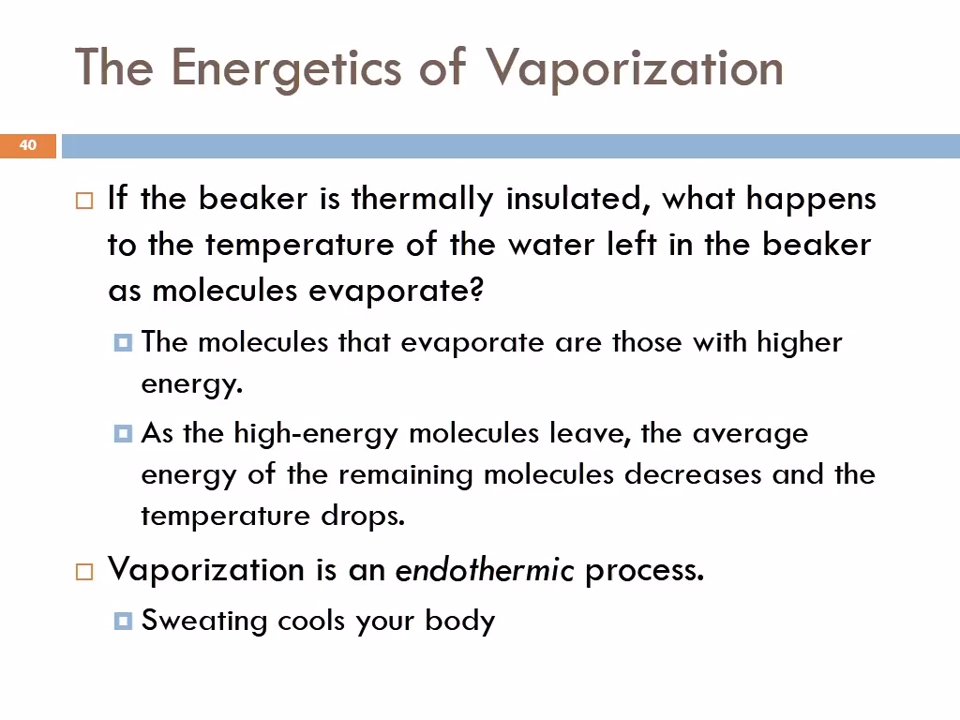 The Energetics of Vaporization
40
If the beaker is thermally insulated, what happens
to the temperature of the water left in the beaker
as molecules evaporate?
The molecules that evaporate are those with higher
energy.
As the high-energy molecules leave, the average
energy of the remaining molecules decreases and the
temperature drops.
Vaporization is an endothermic process.
Sweating cools your body